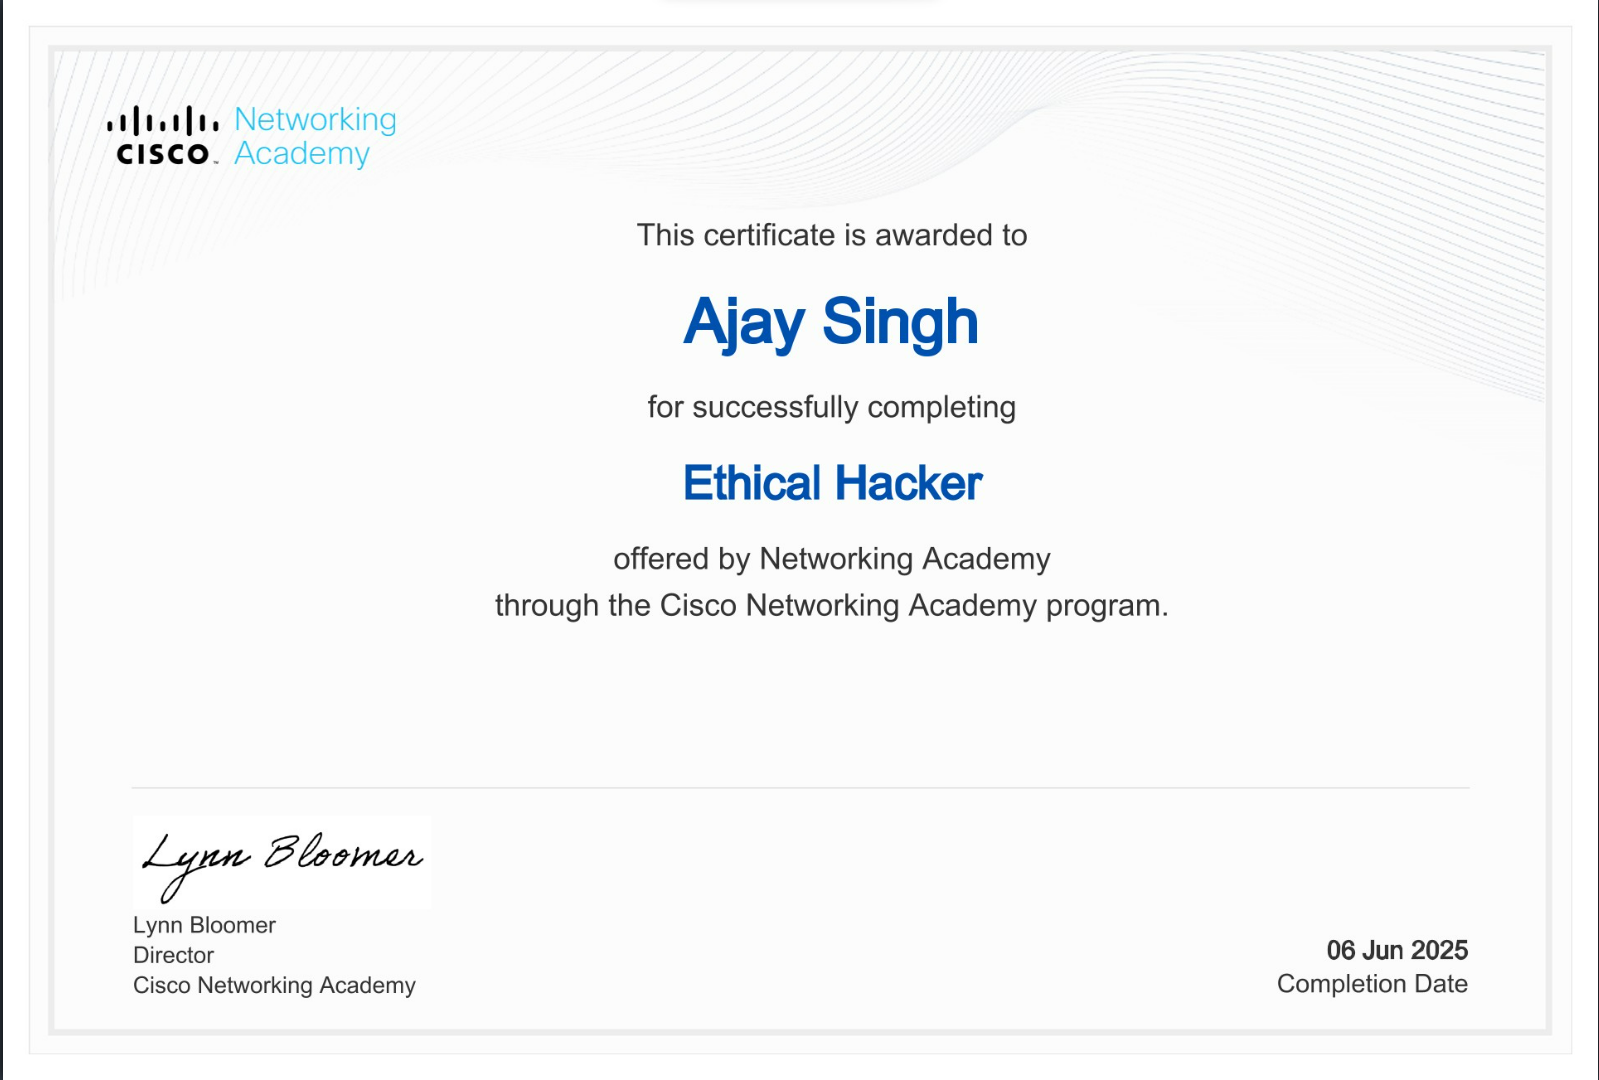 Networking
CISCO™ Academy
This certificate is awarded to
Ajay Singh
for successfully completing
Ethical Hacker
offered by Networking Academy
through the Cisco Networking Academy program.
Lynn Bloomer
Lynn Bloomer
Director
Cisco Networking Academy
06 Jun 2025
Completion Date